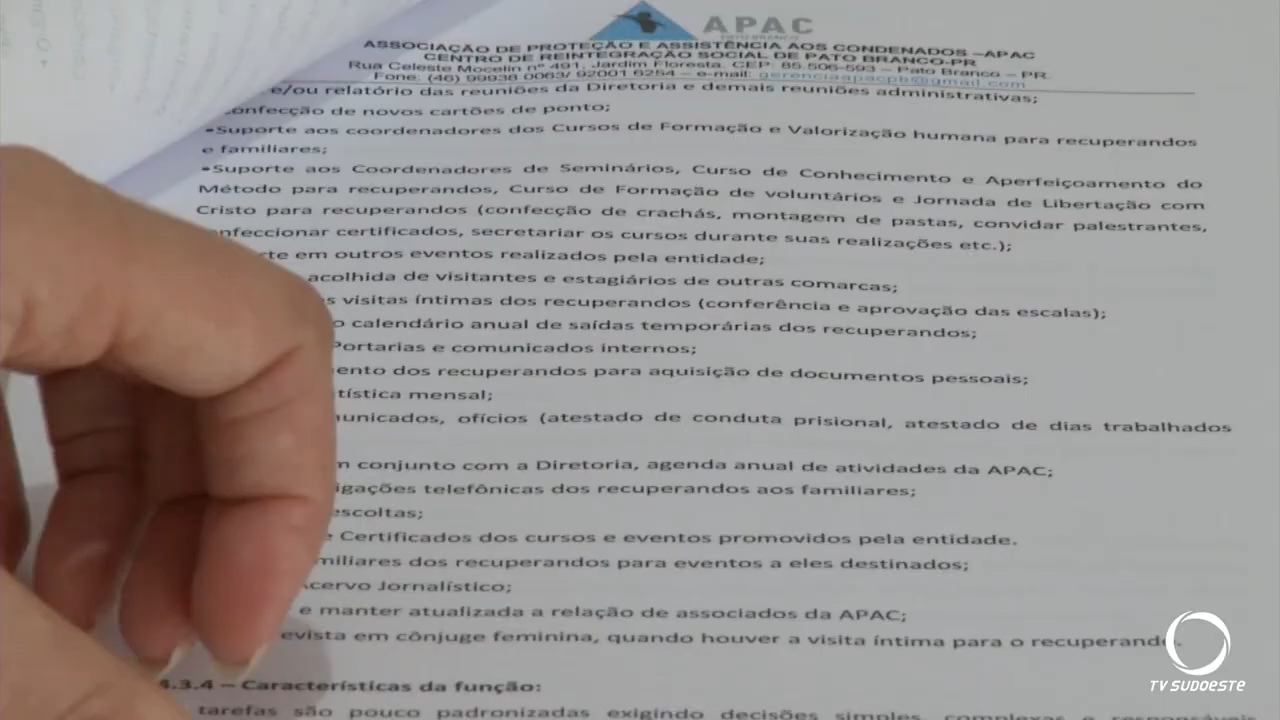 APAC
PATO BRANCO
ASSOCIAÇÃO DE PROTEÇÃO E ASSISTÊNCIA AOS CONDENADOS –APAC
CENTRO DE REINTEGRAÇÃO SOCIAL DE PATO BRANCO-PR
Rua Celeste Mocelin nº 491, Jardim Floresta. CEP: 85.506-593 – Pato Branco – PR.
Fone: (46) 99938 0063/ 92001 6254 – e-mail: gerenciaapacpb@gmail.com
e/ou relatório das reuniões da Diretoria e demais reuniões administrativas;
confecção de novos cartões de ponto;
•Suporte aos coordenadores dos Cursos de Formação e Valorização humana para recuperandos
e familiares;
•Suporte aos Coordenadores de Seminários, Curso de Conhecimento e Aperfeiçoamento do
Método para recuperandos, Curso de Formação de voluntários e Jornada de Libertação com
Cristo para recuperandos (confecção de crachás, montagem de pastas, convidar palestrantes,
onfeccionar certificados, secretariar os cursos durante suas realizações etc.);
rte em outros eventos realizados pela entidade;
acolhida de visitantes e estagiários de outras comarcas;
s visitas íntimas dos recuperandos (conferência e aprovação das escalas);
o calendário anual de saídas temporárias dos recuperandos;
Portarias e comunicados internos;
ento dos recuperandos para aquisição de documentos pessoais;
tística mensal;
unicados, ofícios (atestado de conduta prisional, atestado de dias trabalhados
m conjunto com a Diretoria, agenda anual de atividades da APAC;
igações telefônicas dos recuperandos aos familiares;
escoltas;
e Certificados dos cursos e eventos promovidos pela entidade.
miliares dos recuperandos para eventos a eles destinados;
Acervo Jornalístico;
e manter atualizada a relação de associados da APAC;
evista em cônjuge feminina, quando houver a visita íntima para o recuperando.
4.3.4 – Características da função:
tarefas são pouco padronizadas exigindo decisões simples, complexas e responsáveis
TV SUDOESTE